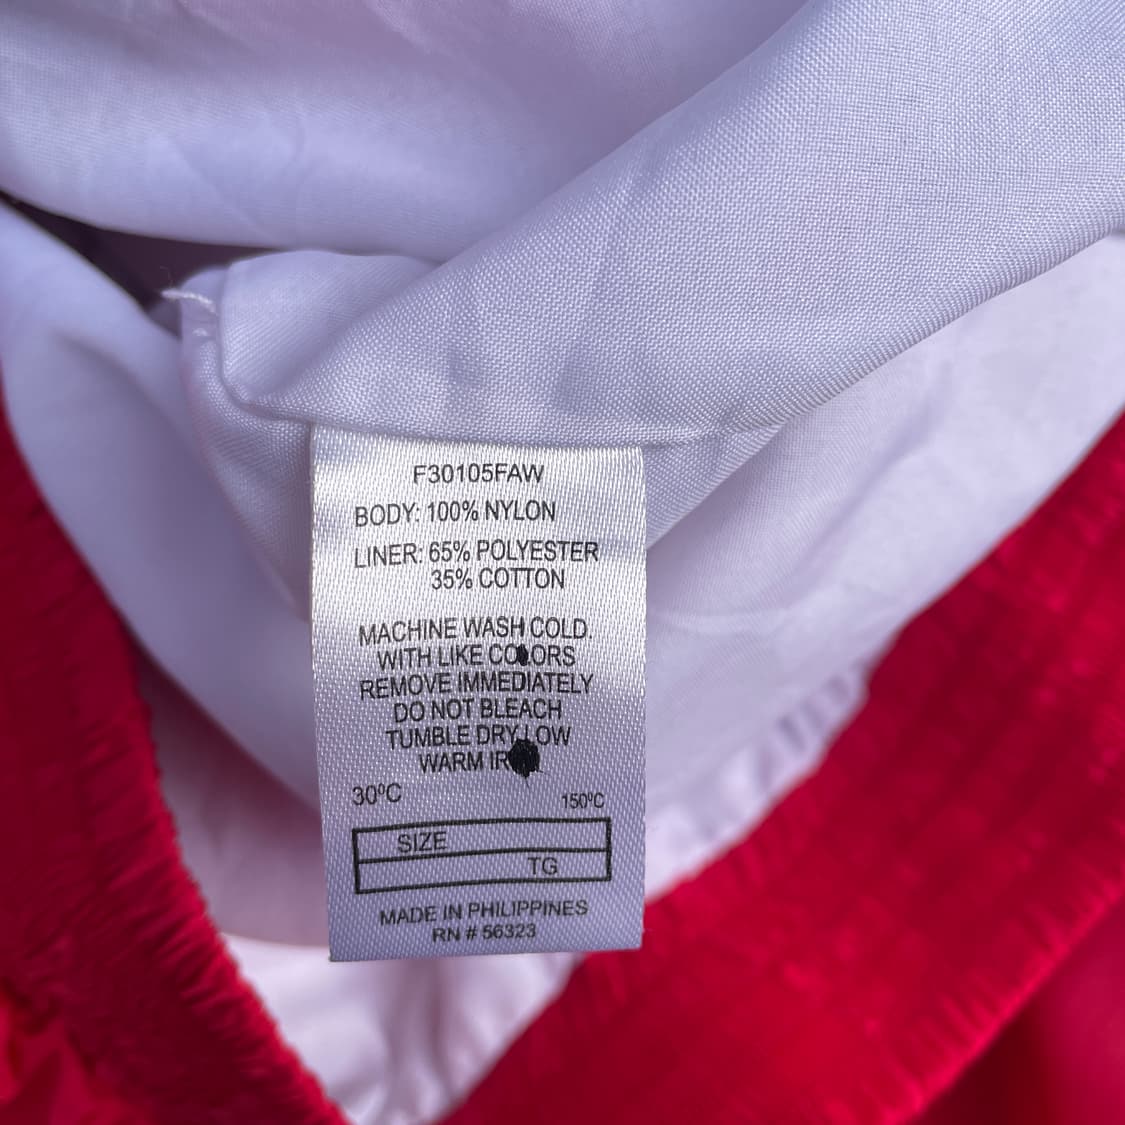 F30105FAW
BODY: 100% NYLON
LINER: 65% POLYESTER
35% COTTON
MACHINE WASH COLD.
WITH LIKE COLORS
REMOVE IMMEDIATELY
DO NOT BLEACH
TUMBLE DRY LOW
WARM
30ºC 150ºC
SIZE
TG
MADE IN PHILIPPINES
RN # 56323